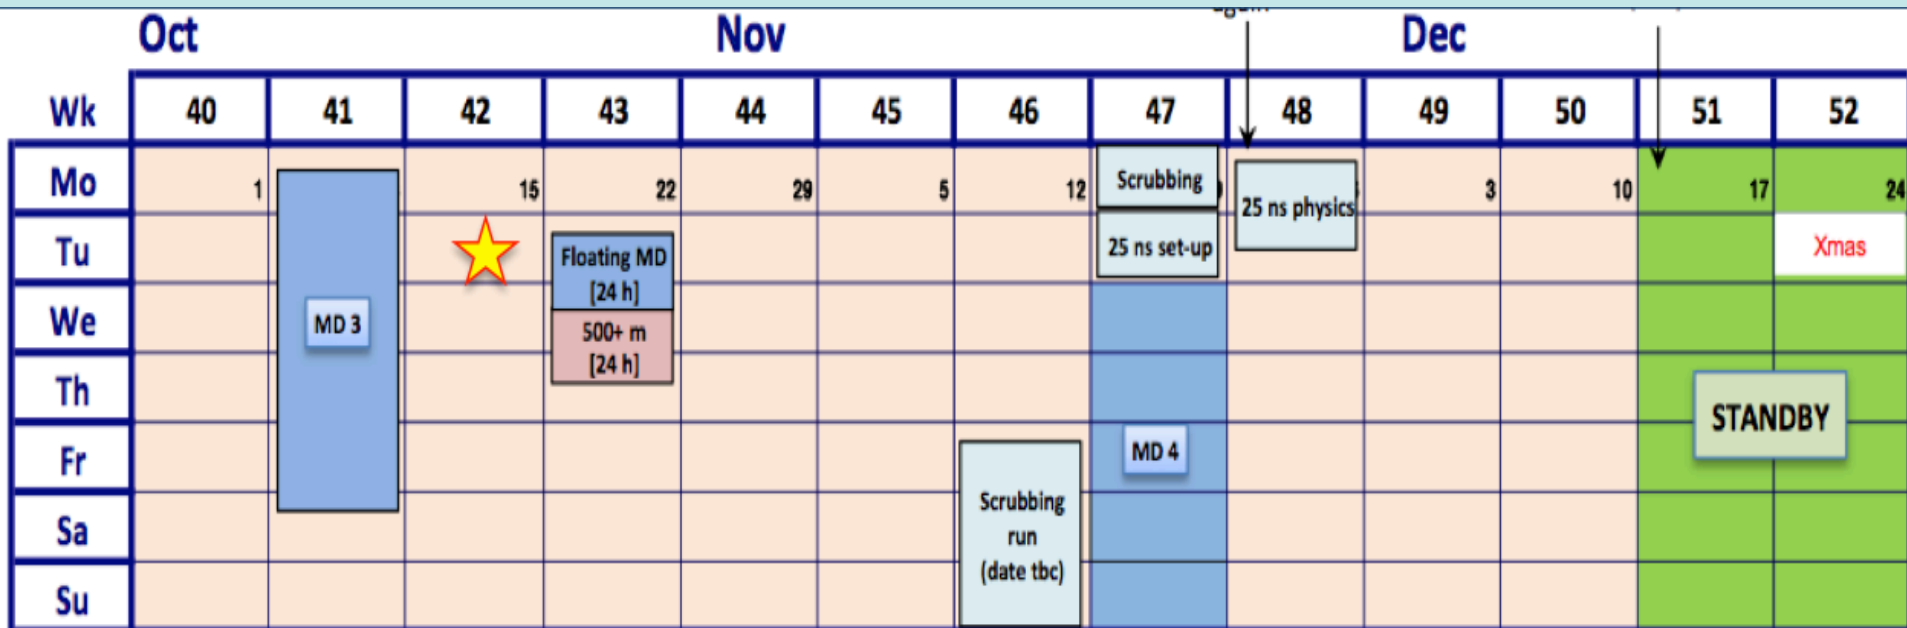 Oct Nov Dec
Wk 40 41 42 43 44 45 46 47 48 49 50 51 52
Mo 1 15 22 29 5 12 Scrubbing 3 10 17 24
25 ns physics
Tu Floating MD 25 ns set-up Xmas
[24 h]
We MD 3 500+ m
[24 h]
Th STANDBY
Fr MD 4
Sa Scrubbing
run
(date tbc)
Su